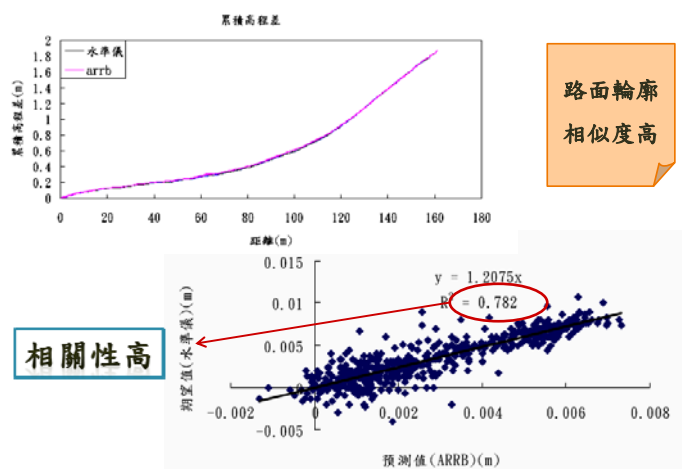 累積高程差
累積高程差(m)
2
1.8
1.6
1.4
1.2
1
0.8
0.6
0.4
0.2
0
水準儀
arrb
0 20 40 60 80 100 120 140 160 180
距離(m)
路面輪廓
相似度高
相關性高
期望值(水準儀)(m)
0.015
0.01
0.005
0
-0.005
y = 1.2075x
R² = 0.782
-0.002 0 0.002 0.004 0.006 0.008
預測值(ARRB)(m)